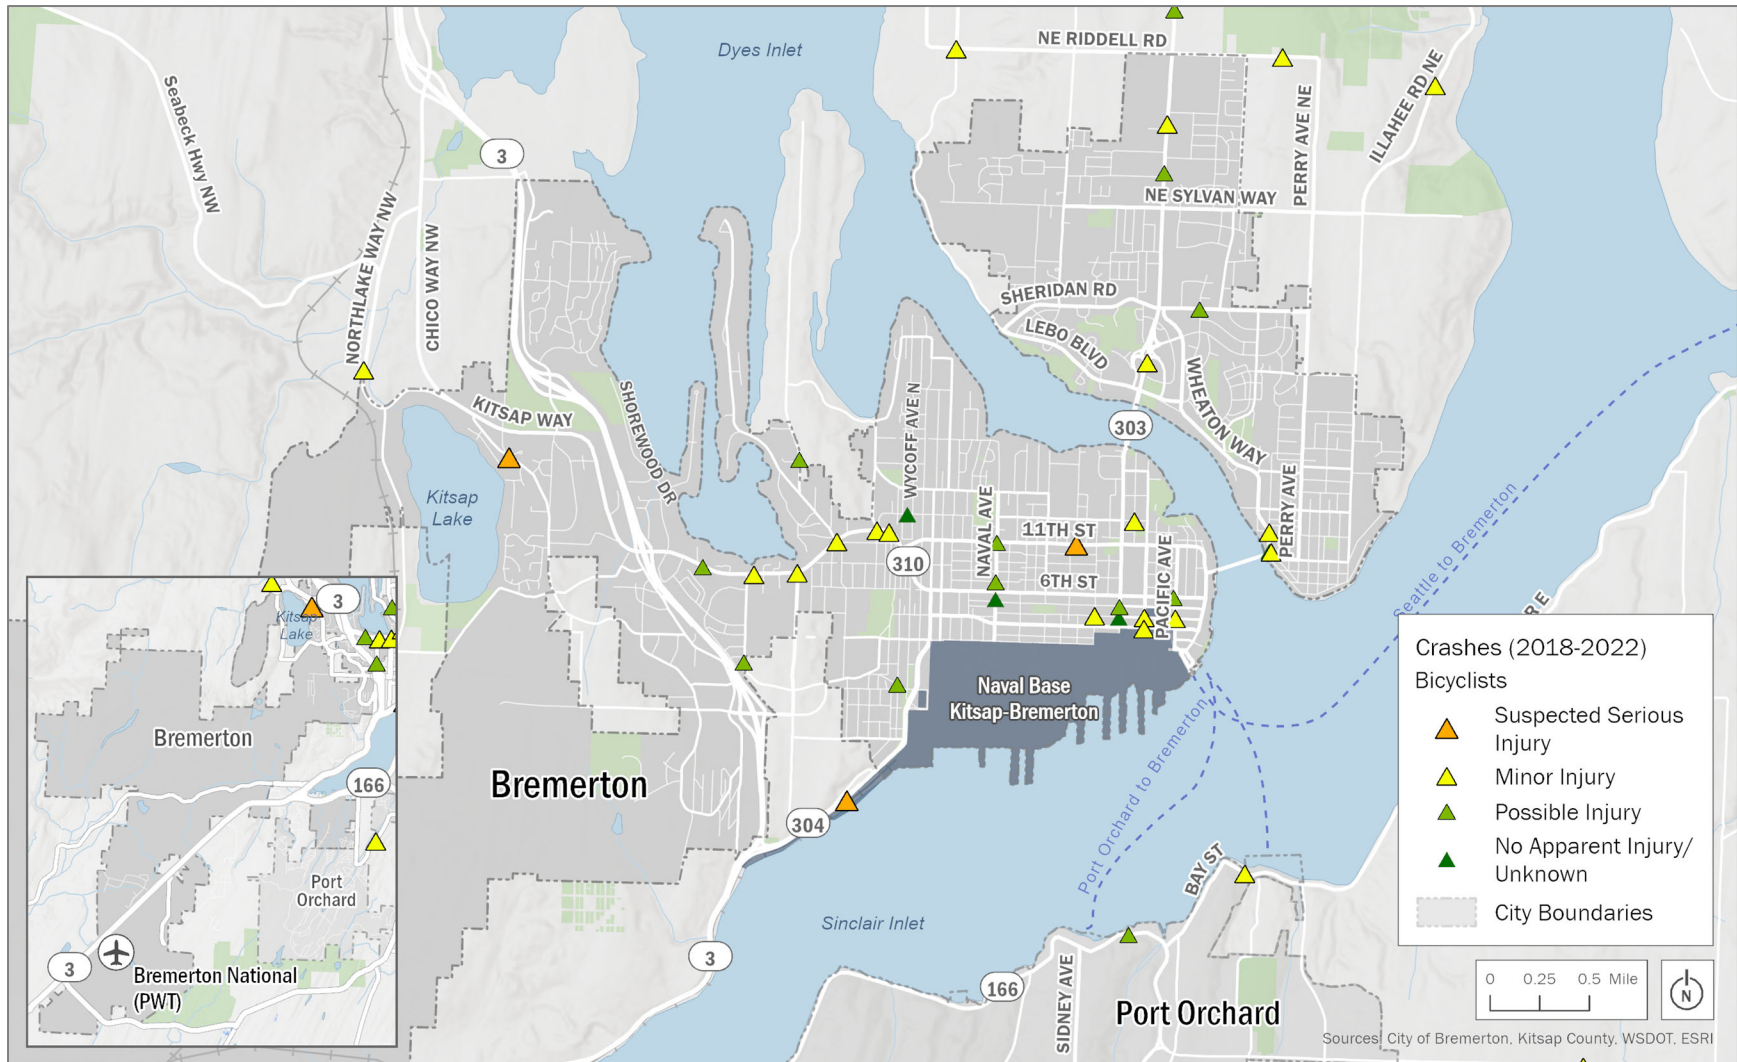 Dyes Inlet
NE RIDDELL RD
Seabeck Hwy NW
3
ILLAHEE RD NE
PERRY AVE NE
NE SYLVAN WAY
NORTHLAKE WAY NW
CHICO WAY NW
SHERIDAN RD
LEBO BLVD
WHEATON WAY
KITSAP WAY
SHOREWOOD DR
WYCOFF AVE N
303
Kitsap
Lake
NAVAL AVE
11TH ST
310
6TH ST
PACIFIC AVE
PERRY AVE
Seattle to Bremerton
RE
Naval Base
Kitsap-Bremerton
Port Orchard to Bremerton
Bremerton
304
BAY ST
Sinclair Inlet
3
166
SIDNEY AVE
Port Orchard
3
Kitsap
Lake
Bremerton
166
Port
Orchard
3
Bremerton National
(PWT)
Crashes (2018-2022)
Bicyclists
Suspected Serious
Injury
Minor Injury
Possible Injury
No Apparent Injury/
Unknown
City Boundaries
0 0.25 0.5 Mile
N
Sources: City of Bremerton, Kitsap County, WSDOT, ESRI